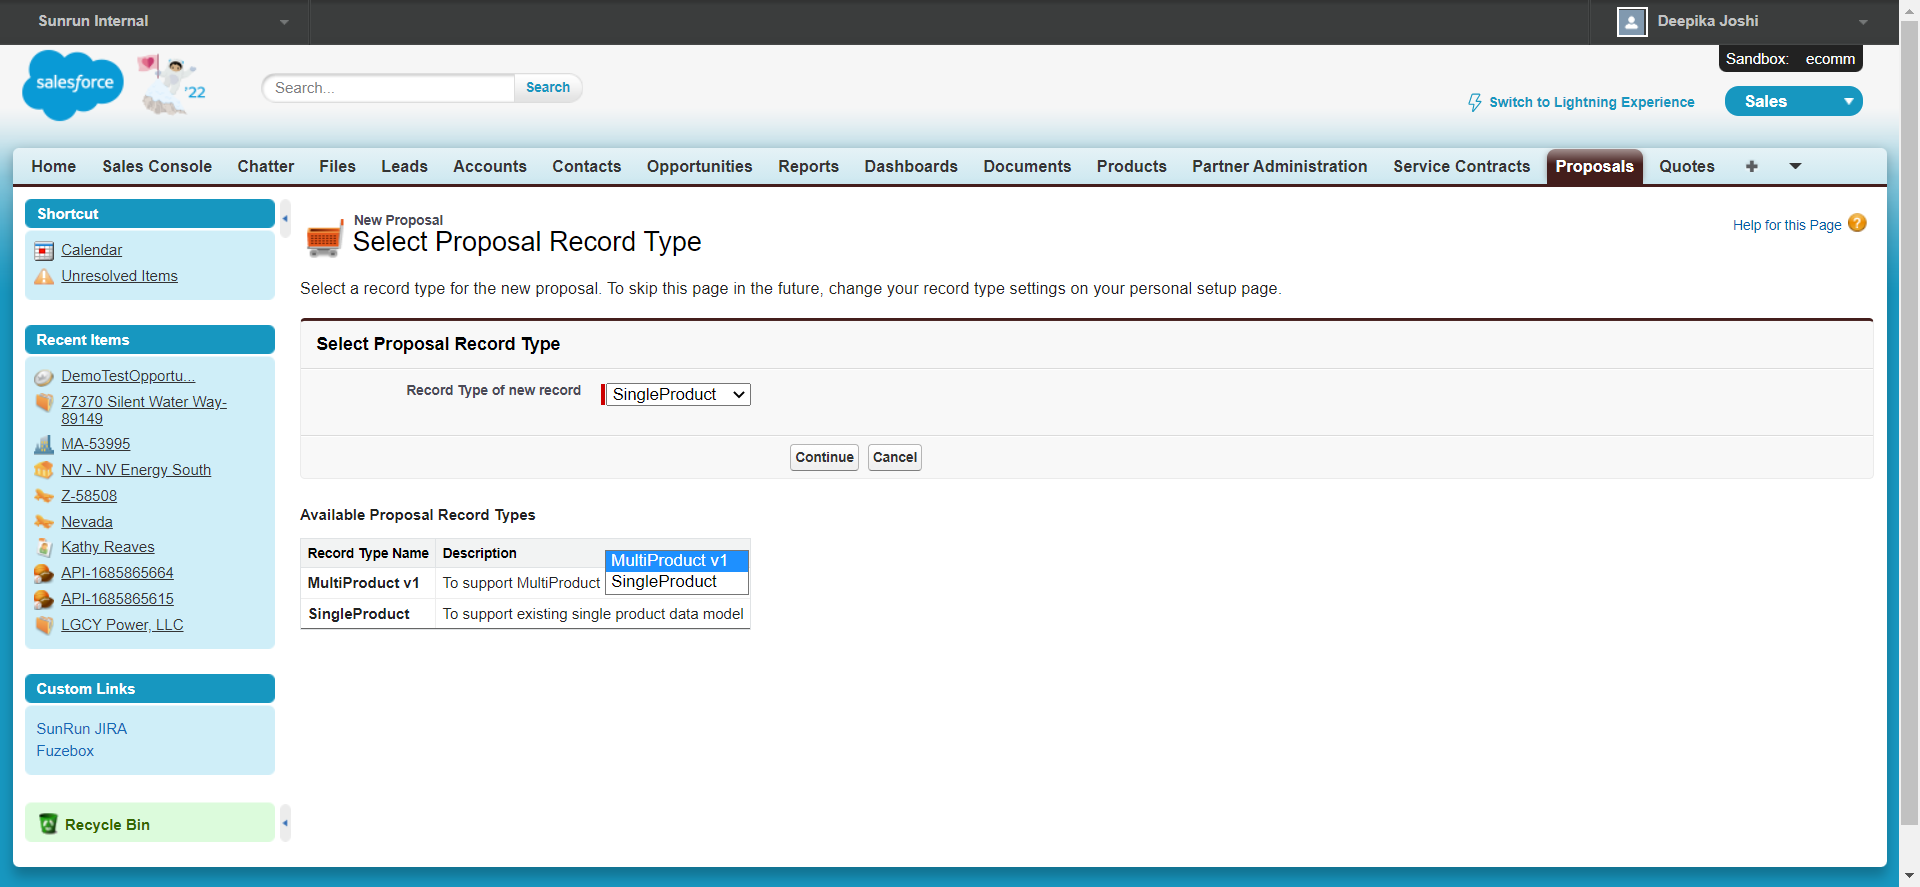 Sunrun Internal
Deepika Joshi
Sandbox: ecomm
salesforce
'22
Search...
Search
Switch to Lightning Experience
Sales
Home Sales Console Chatter Files Leads Accounts Contacts Opportunities Reports Dashboards Documents Products Partner Administration Service Contracts Proposals Quotes +
Shortcut
Calendar
Unresolved Items
Recent Items
DemoTestOpportu...
27370 Silent Water Way-
89149
MA-53995
NV - NV Energy South
Z-58508
Nevada
Kathy Reaves
API-1685865664
API-1685865615
LGCY Power, LLC
Custom Links
SunRun JIRA
Fuzebox
Recycle Bin
New Proposal
Select Proposal Record Type
Help for this Page ?
Select a record type for the new proposal. To skip this page in the future, change your record type settings on your personal setup page.
Select Proposal Record Type
Record Type of new record SingleProduct
Continue Cancel
Available Proposal Record Types
Record Type Name Description
MultiProduct v1 To support MultiProduct
SingleProduct To support existing single product data model
MultiProduct v1
SingleProduct